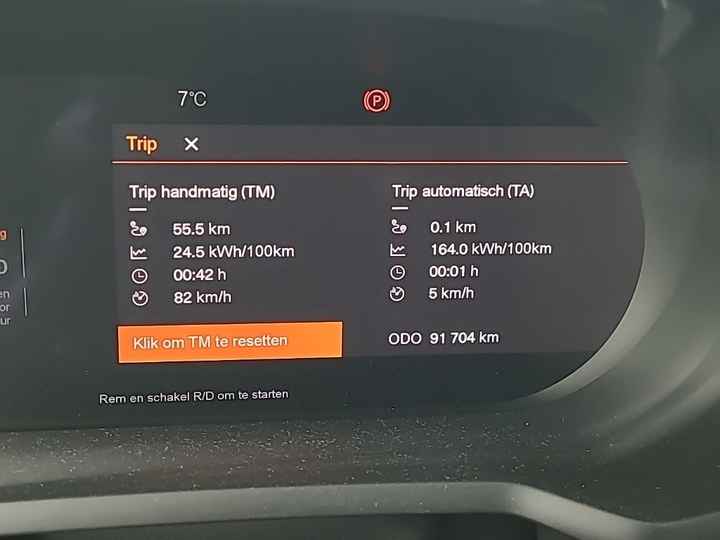 7°C
P
Trip
Trip handmatig (TM)
55.5 km
24.5 kWh/100km
00:42 h
82 km/h
Klik om TM te resetten
Trip automatisch (TA)
0.1 km
164.0 kWh/100km
00:01 h
5 km/h
ODO 91 704 km
Rem en schakel R/D om te starten